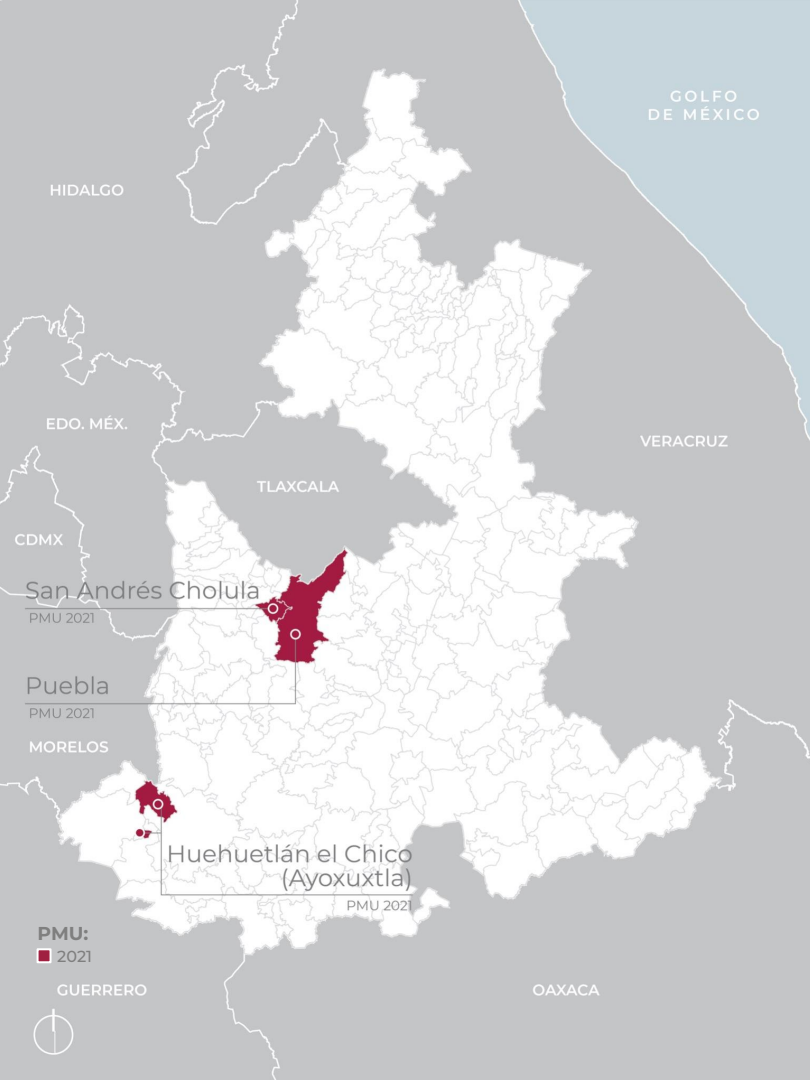 GOLFO
DE MÉXICO
HIDALGO
EDO. MÉX.
VERACRUZ
TLAXCALA
CDMX
San Andrés Cholula
PMU 2021
Puebla
PMU 2021
MORELOS
Huehuetlán el Chico
(Ayoxuxtla)
PMU 2021
PMU:
2021
GUERRERO
OAXACA